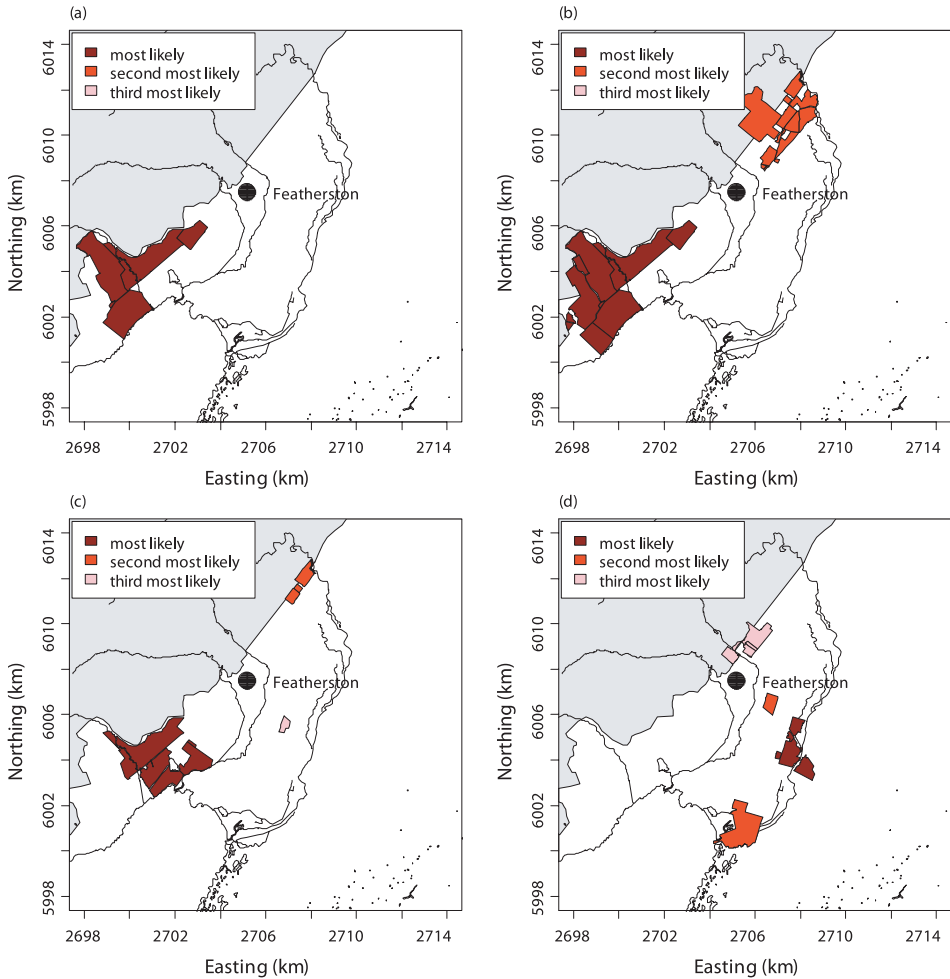 (a)
most likely
second most likely
third most likely
Featherston
Northing (km)
6014
6010
6006
6002
5998
2698
2702
2706
2710
2714
Easting (km)
(b)
most likely
second most likely
third most likely
Featherston
Northing (km)
6014
6010
6006
6002
5998
2698
2702
2706
2710
2714
Easting (km)
(c)
most likely
second most likely
third most likely
Featherston
Northing (km)
6014
6010
6006
6002
5998
2698
2702
2706
2710
2714
Easting (km)
(d)
most likely
second most likely
third most likely
Featherston
Northing (km)
6014
6010
6006
6002
5998
2698
2702
2706
2710
2714
Easting (km)